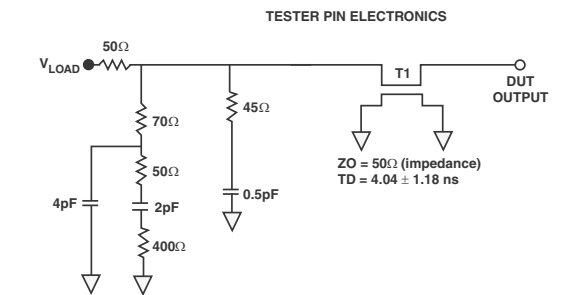 TESTER PIN ELECTRONICS
50Ω
VLOAD
T1
DUT
OUTPUT
70Ω
45Ω
50Ω
ZO = 50Ω (impedance)
TD = 4.04 ± 1.18 ns
4pF
2pF
0.5pF
400Ω